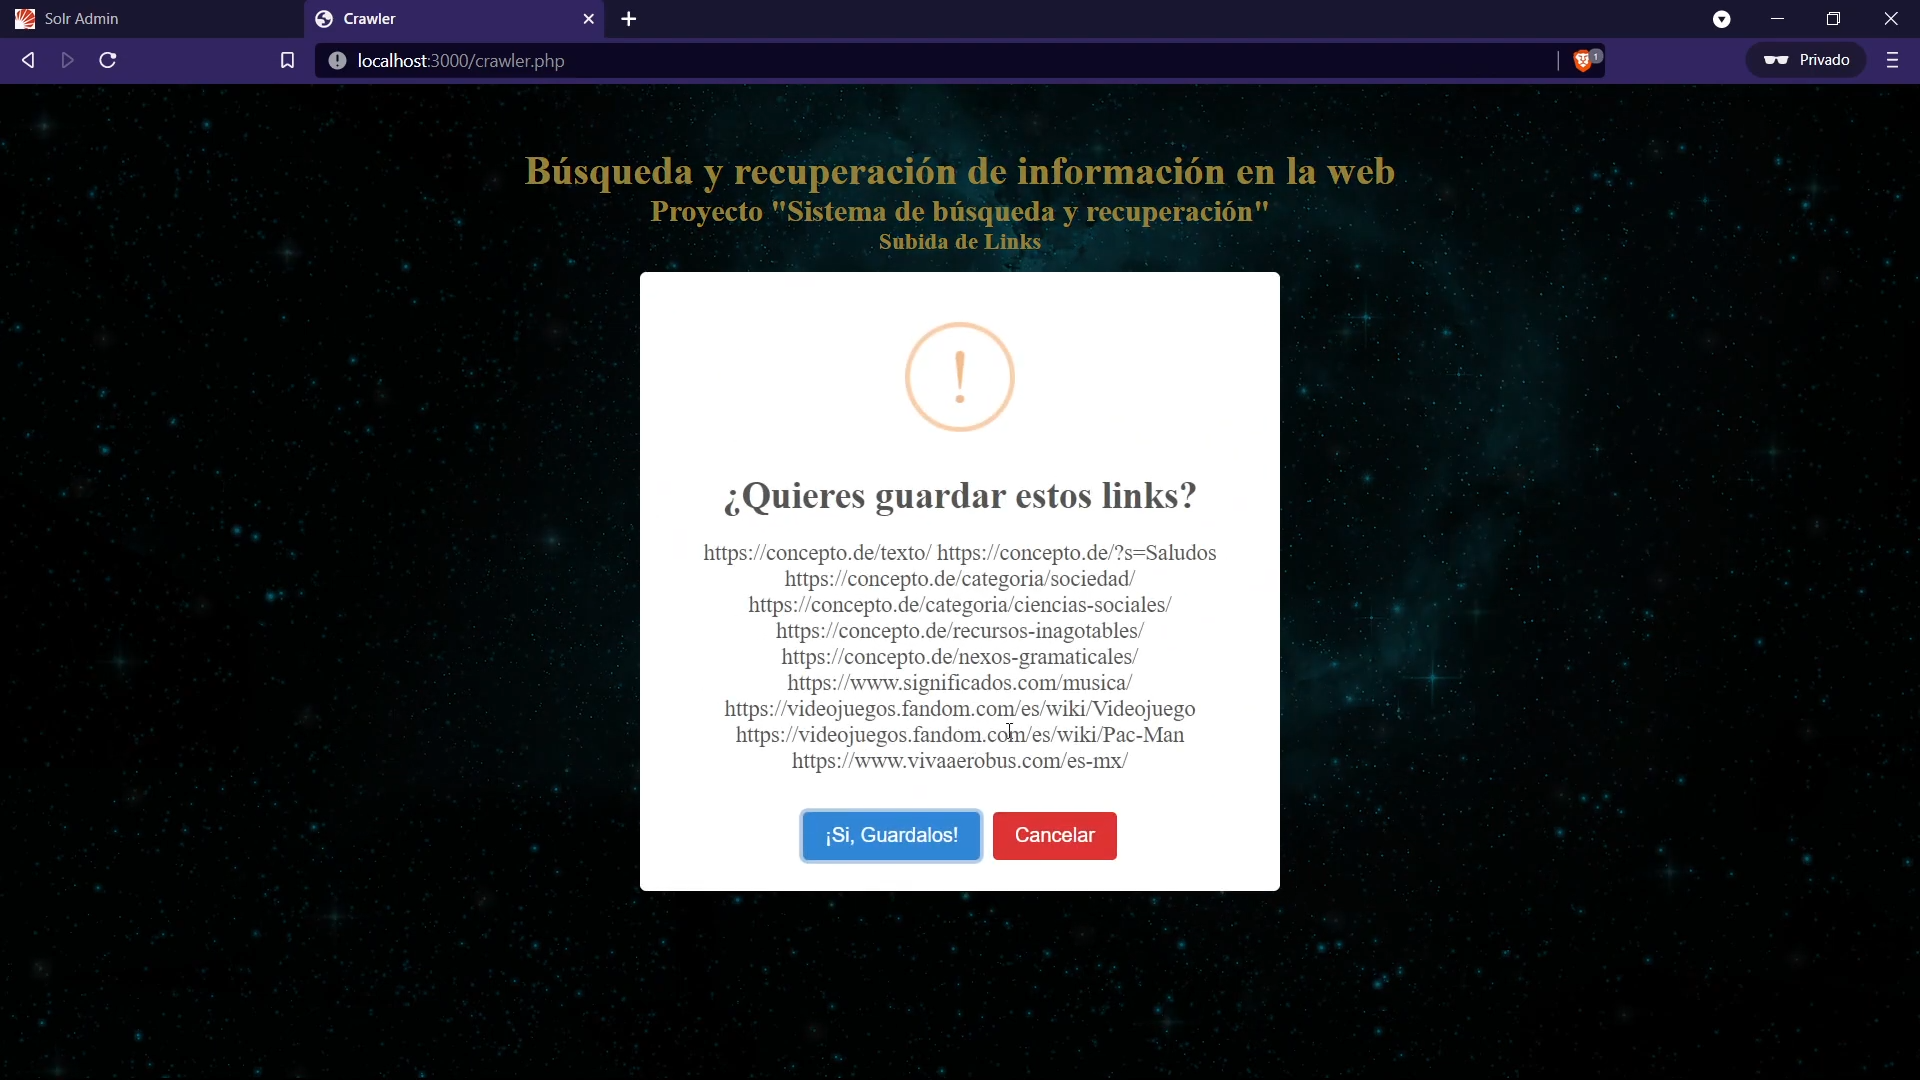 Solr Admin
Crawler
localhost:3000/crawler.php
1
Privado
Búsqueda y recuperación de información en la web
Proyecto "Sistema de búsqueda y recuperación"
Subida de Links
¿Quieres guardar estos links?
https://concepto.de/texto/ https://concepto.de/?s=Saludos
https://concepto.de/categoria/sociedad/
https://concepto.de/categoria/ciencias-sociales/
https://concepto.de/recursos-inagotables/
https://concepto.de/nexos-gramaticales/
https://www.significados.com/musica/
https://videojuegos.fandom.com/es/wiki/Videojuego
https://videojuegos.fandom.com/es/wiki/Pac-Man
https://www.vivaaerobus.com/es-mx/
¡Si, Guardalos!
Cancelar